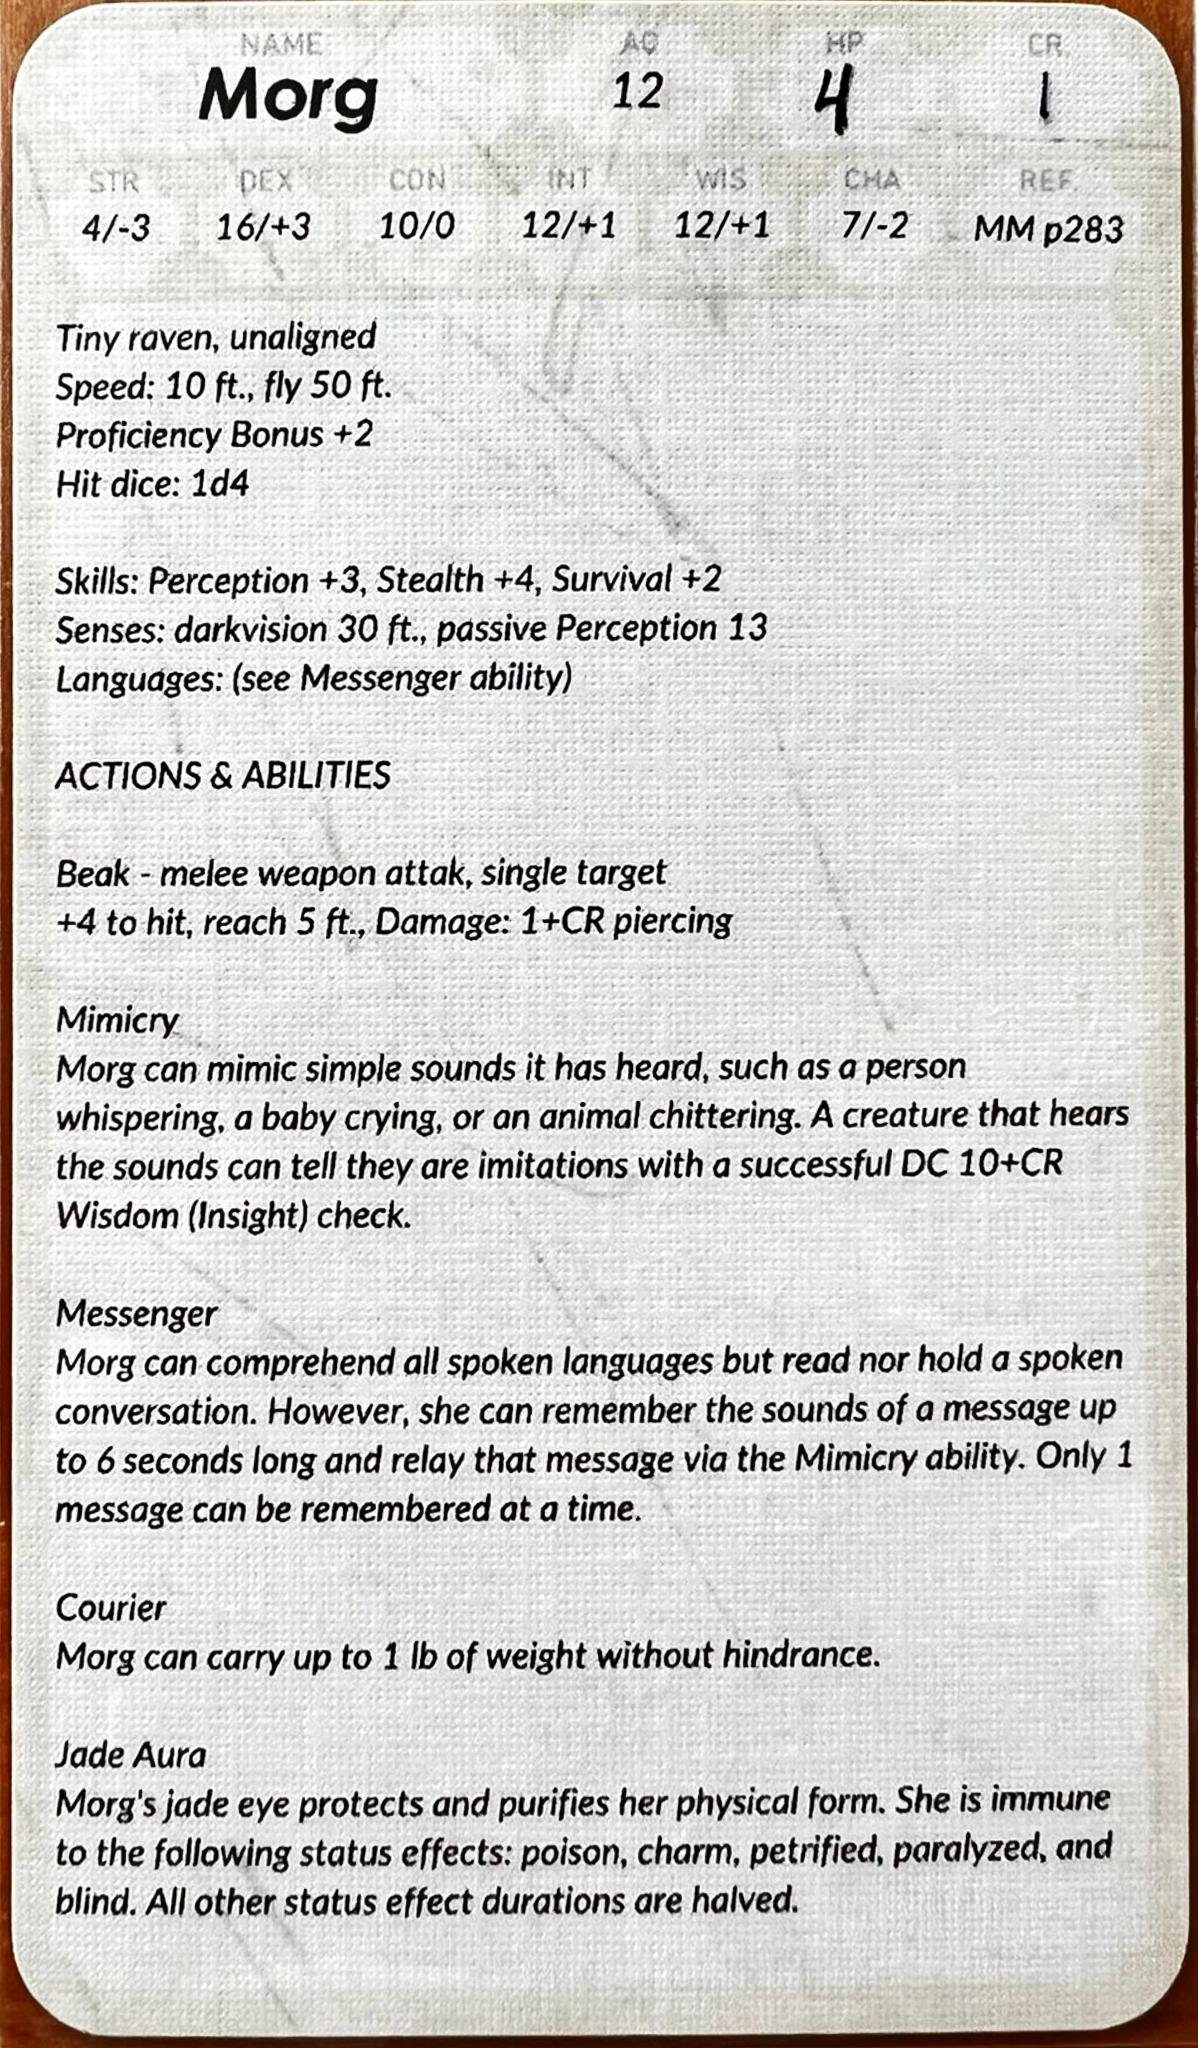 NAME AC HP CR
Morg 12 4 1
STR DEX CON INT WIS CHA REF.
4/-3 16/+3 10/0 12/+1 12/+1 7/-2 MM p283
Tiny raven, unaligned
Speed: 10 ft., fly 50 ft.
Proficiency Bonus +2
Hit dice: 1d4
Skills: Perception +3, Stealth +4, Survival +2
Senses: darkvision 30 ft., passive Perception 13
Languages: (see Messenger ability)
ACTIONS & ABILITIES
Beak - melee weapon attak, single target
+4 to hit, reach 5 ft., Damage: 1+CR piercing
Mimicry
Morg can mimic simple sounds it has heard, such as a person
whispering, a baby crying, or an animal chittering. A creature that hears
the sounds can tell they are imitations with a successful DC 10+CR
Wisdom (Insight) check.
Messenger
Morg can comprehend all spoken languages but read nor hold a spoken
conversation. However, she can remember the sounds of a message up
to 6 seconds long and relay that message via the Mimicry ability. Only 1
message can be remembered at a time.
Courier
Morg can carry up to 1 lb of weight without hindrance.
Jade Aura
Morg's jade eye protects and purifies her physical form. She is immune
to the following status effects: poison, charm, petrified, paralyzed, and
blind. All other status effect durations are halved.